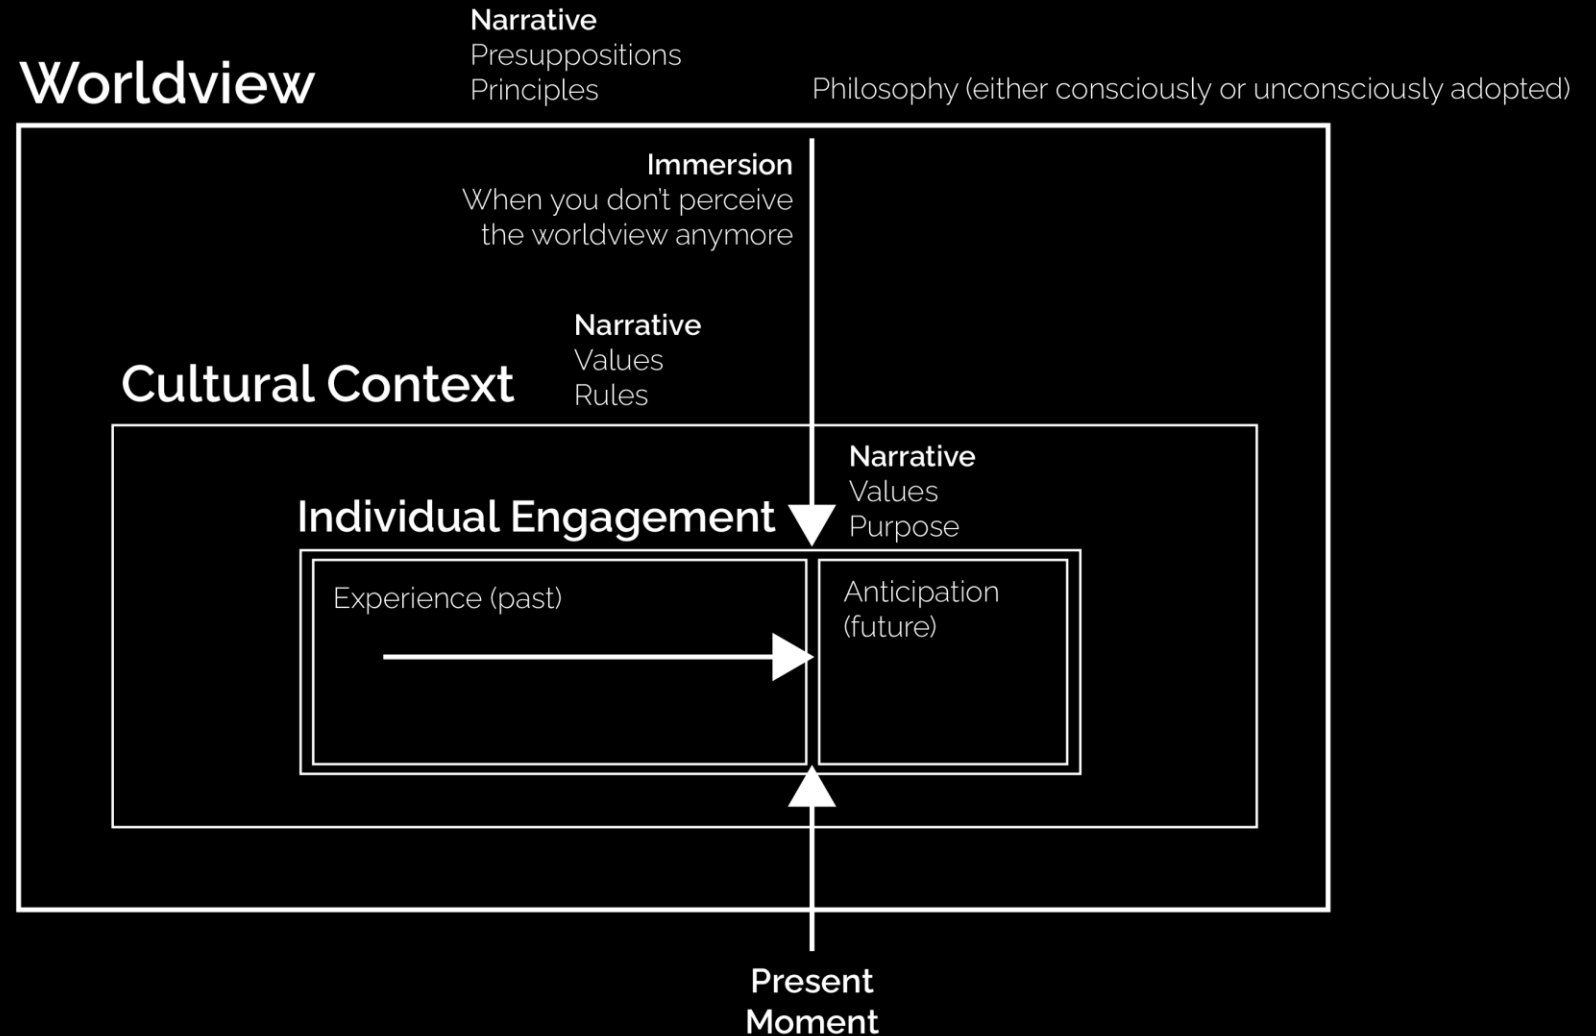 Narrative
Presuppositions
Principles
Worldview
Philosophy (either consciously or unconsciously adopted)
Immersion
When you don't perceive
the worldview anymore
Narrative
Values
Rules
Cultural Context
Narrative
Values
Purpose
Individual Engagement
Experience (past)
Anticipation
(future)
Present
Moment